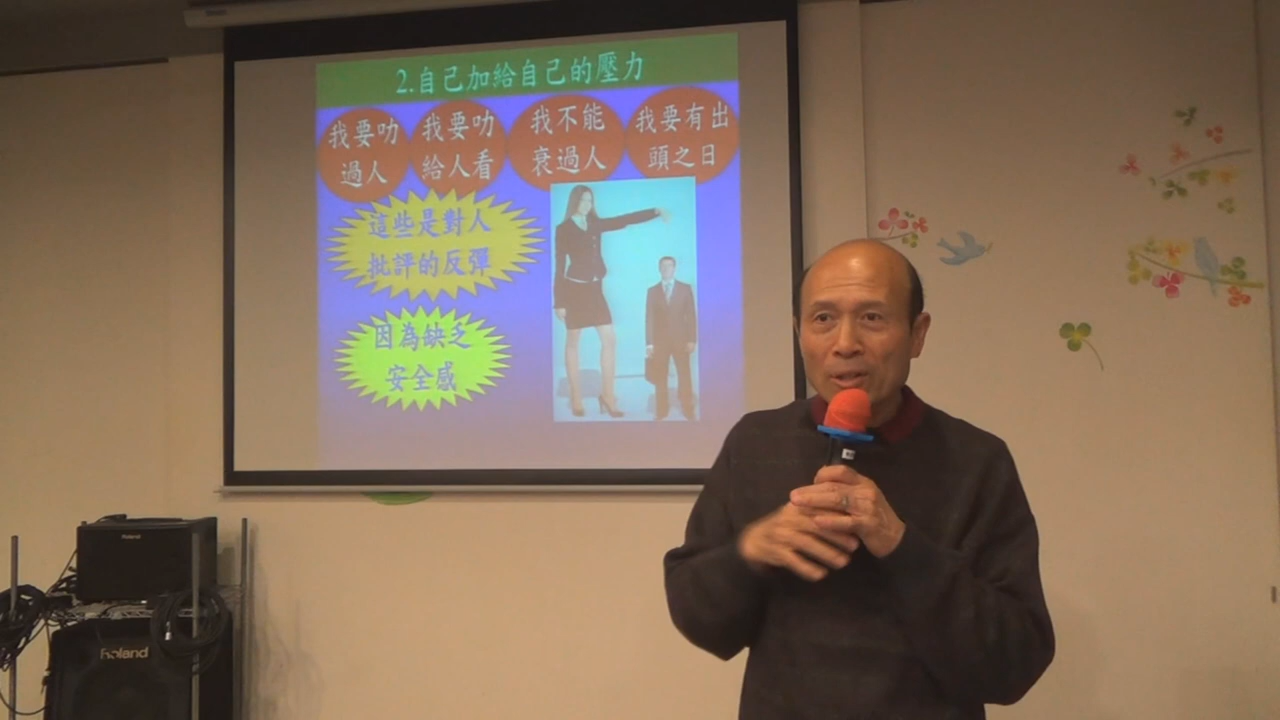 2.自己加給自己的壓力
我要叻
過人
我要叻
給人看
我不能
衰過人
我要有出
頭之日
這些是對人
批評的反彈
因為缺乏
安全感
Roland
Roland